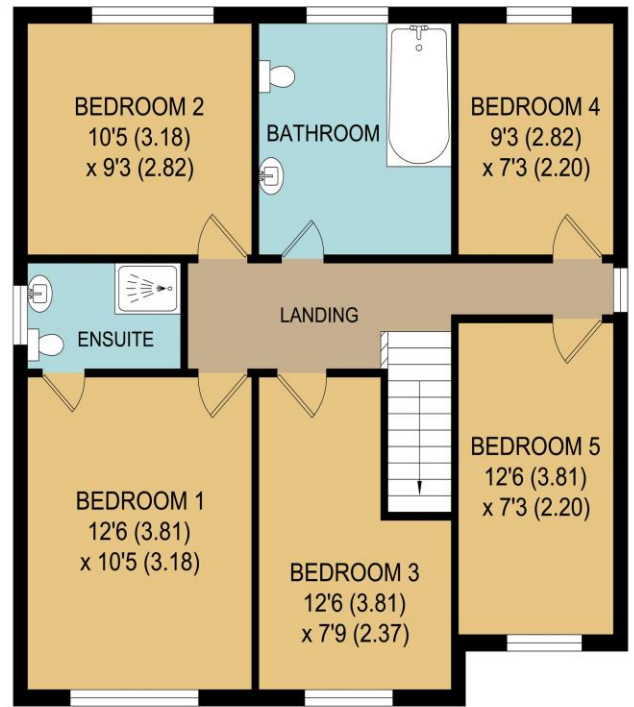 BEDROOM 2
10'5 (3.18)
x 9'3 (2.82)
BATHROOM
BEDROOM 4
9'3 (2.82)
x 7'3 (2.20)
ENSUITE
LANDING
BEDROOM 1
12'6 (3.81)
x 10'5 (3.18)
BEDROOM 3
12'6 (3.81)
x 7'9 (2.37)
BEDROOM 5
12'6 (3.81)
x 7'3 (2.20)